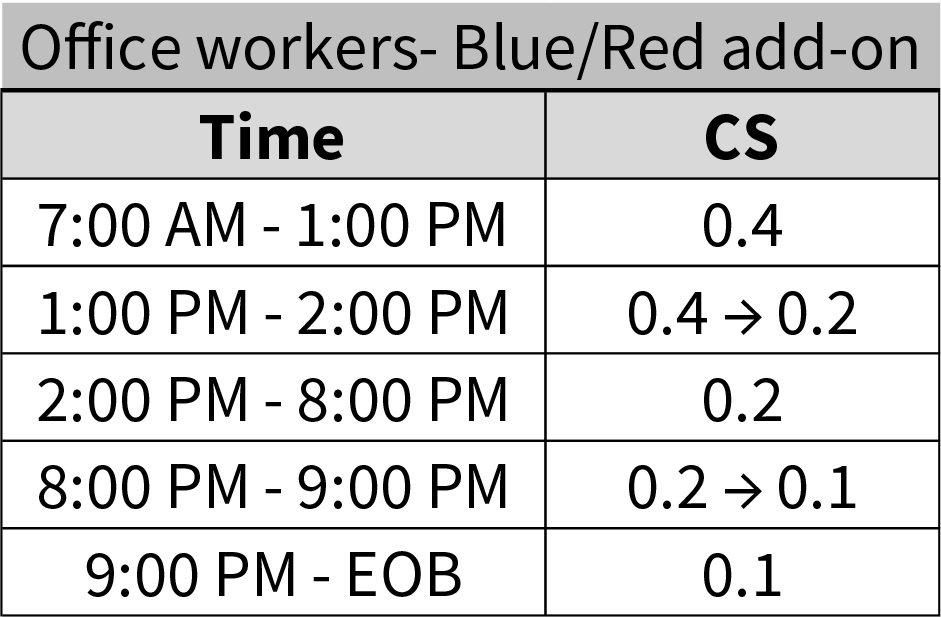 Office workers- Blue/Red add-on
Time CS
7:00 AM - 1:00 PM 0.4
1:00 PM - 2:00 PM 0.4 → 0.2
2:00 PM - 8:00 PM 0.2
8:00 PM - 9:00 PM 0.2 → 0.1
9:00 PM - EOB 0.1